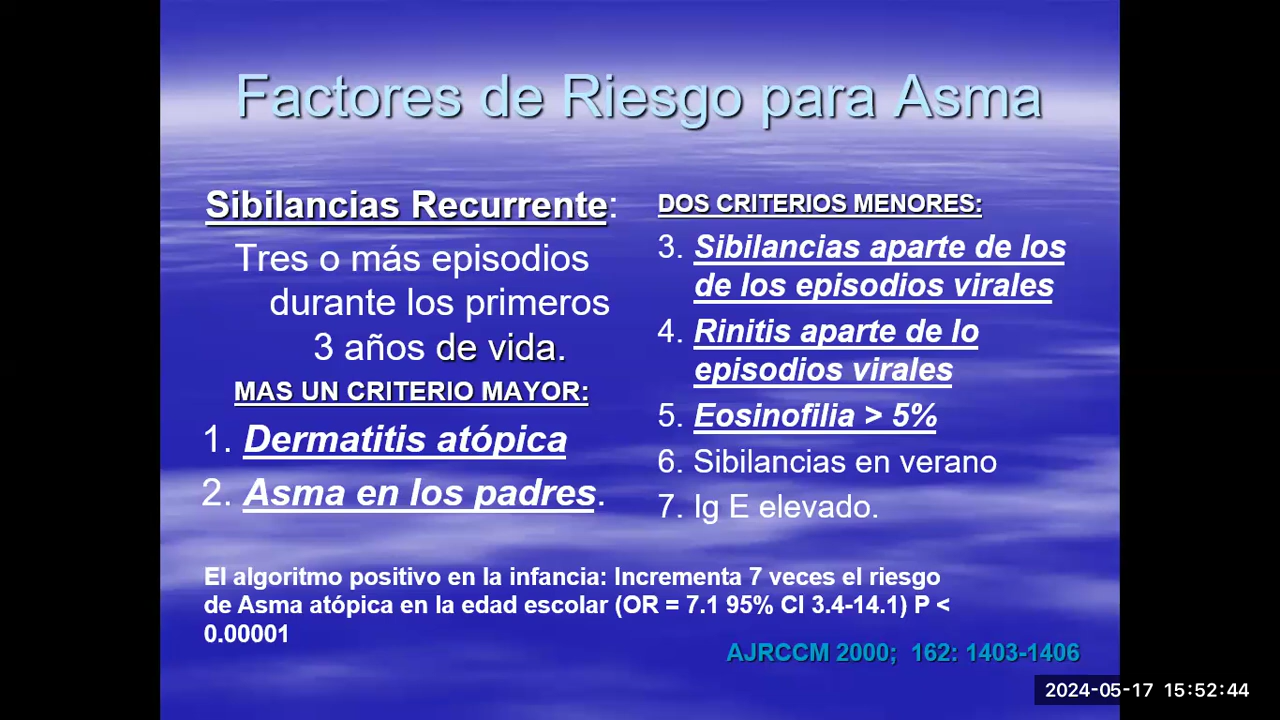 Factores de Riesgo para Asma
Sibilancias Recurrente:
Tres o más episodios
durante los primeros
3 años de vida.
MAS UN CRITERIO MAYOR:
1. Dermatitis atópica
2. Asma en los padres.
DOS CRITERIOS MENORES:
3. Sibilancias aparte de los
de los episodios virales
4. Rinitis aparte de lo
episodios virales
5. Eosinofilia > 5%
6. Sibilancias en verano
7. Ig E elevado.
El algoritmo positivo en la infancia: Incrementa 7 veces el riesgo
de Asma atópica en la edad escolar (OR = 7.1 95% CI 3.4-14.1) P <
0.00001
AJRCCM 2000; 162: 1403-1406
2024-05-17 15:52:44